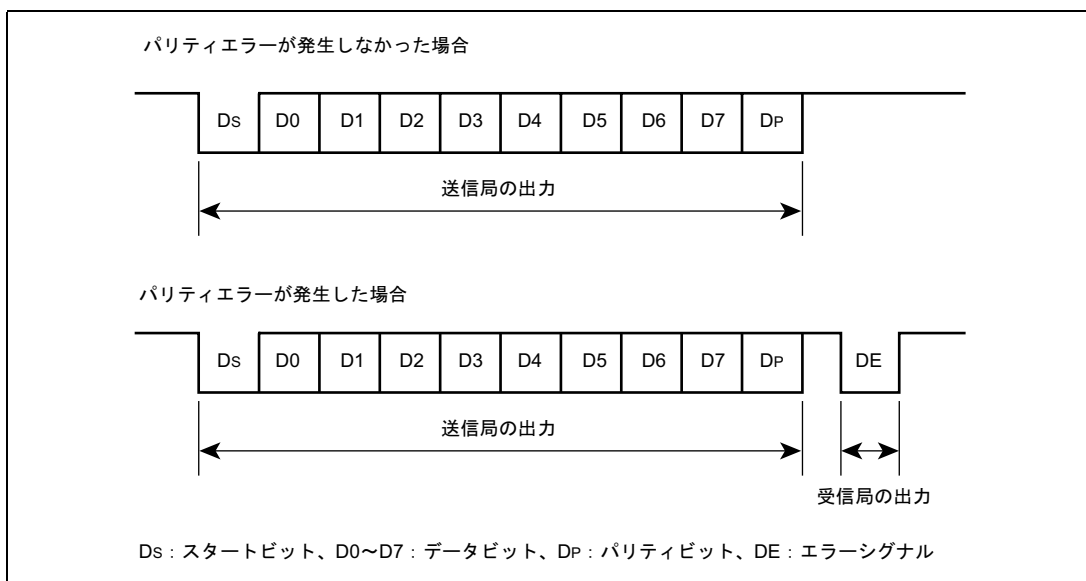 パリティエラーが発生しなかった場合
Ds D0 D1 D2 D3 D4 D5 D6 D7 DP
送信局の出力
パリティエラーが発生した場合
Ds D0 D1 D2 D3 D4 D5 D6 D7 DP DE
送信局の出力
受信局の出力
Ds：スタートビット、D0～D7：データビット、DP：パリティビット、DE：エラーシグナル